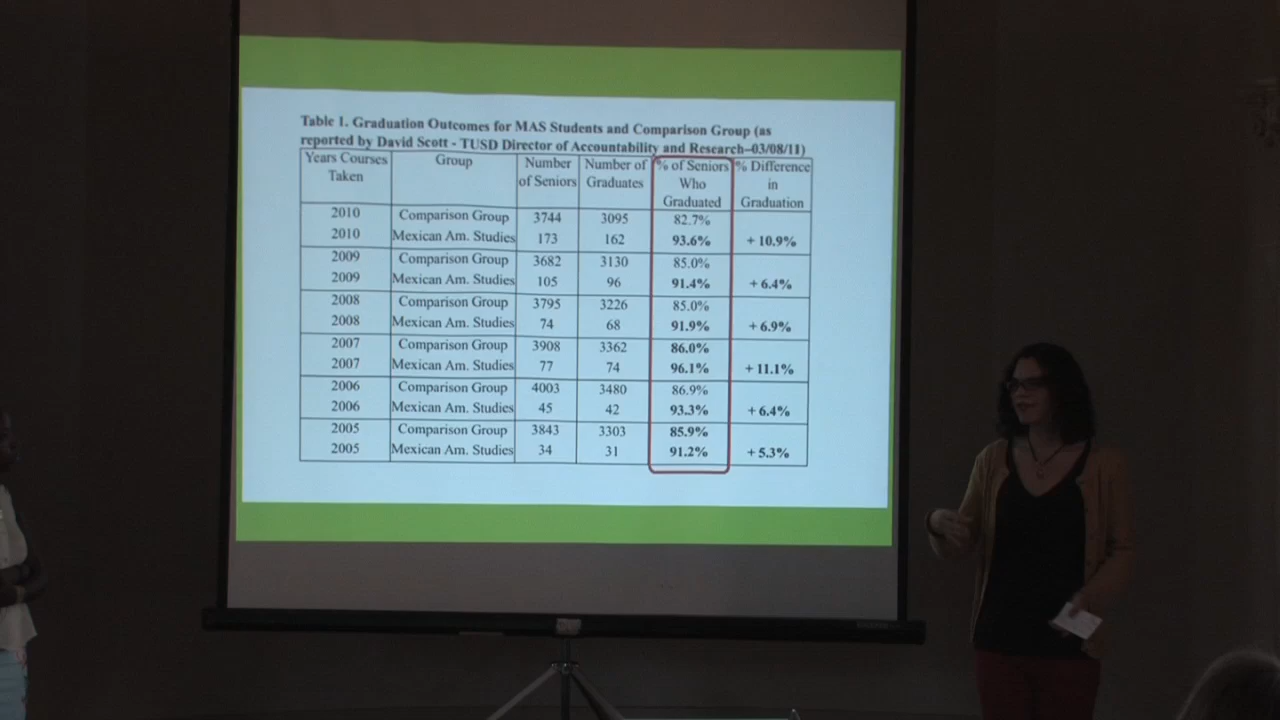 Table 1. Graduation Outcomes for MAS Students and Comparison Group (as
reported by David Scott - TUSD Director of Accountability and Research–03/08/11)
Years Courses Taken Group Number of Seniors Number of Graduates % of Seniors Who Graduated % Difference in Graduation
2010 Comparison Group 3744 3095 82.7%
2010 Mexican Am. Studies 173 162 93.6% + 10.9%
2009 Comparison Group 3682 3130 85.0%
2009 Mexican Am. Studies 105 96 91.4% + 6.4%
2008 Comparison Group 3795 3226 85.0%
2008 Mexican Am. Studies 74 68 91.9% + 6.9%
2007 Comparison Group 3908 3362 86.0%
2007 Mexican Am. Studies 77 74 96.1% + 11.1%
2006 Comparison Group 4003 3480 86.9%
2006 Mexican Am. Studies 45 42 93.3% + 6.4%
2005 Comparison Group 3843 3303 85.9%
2005 Mexican Am. Studies 34 31 91.2% + 5.3%